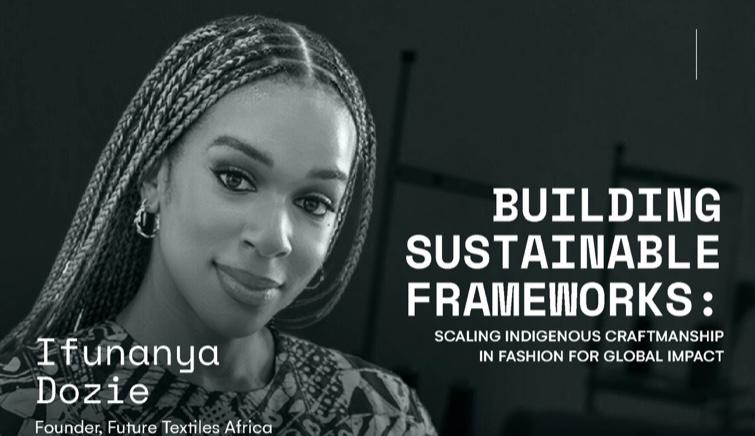 BUILDING
SUSTAINABLE
FRAMEWORKS:
SCALING INDIGENOUS CRAFTMANSHIP
IN FASHION FOR GLOBAL IMPACT
Ifunanya
Dozie
Founder, Future Textiles Africa